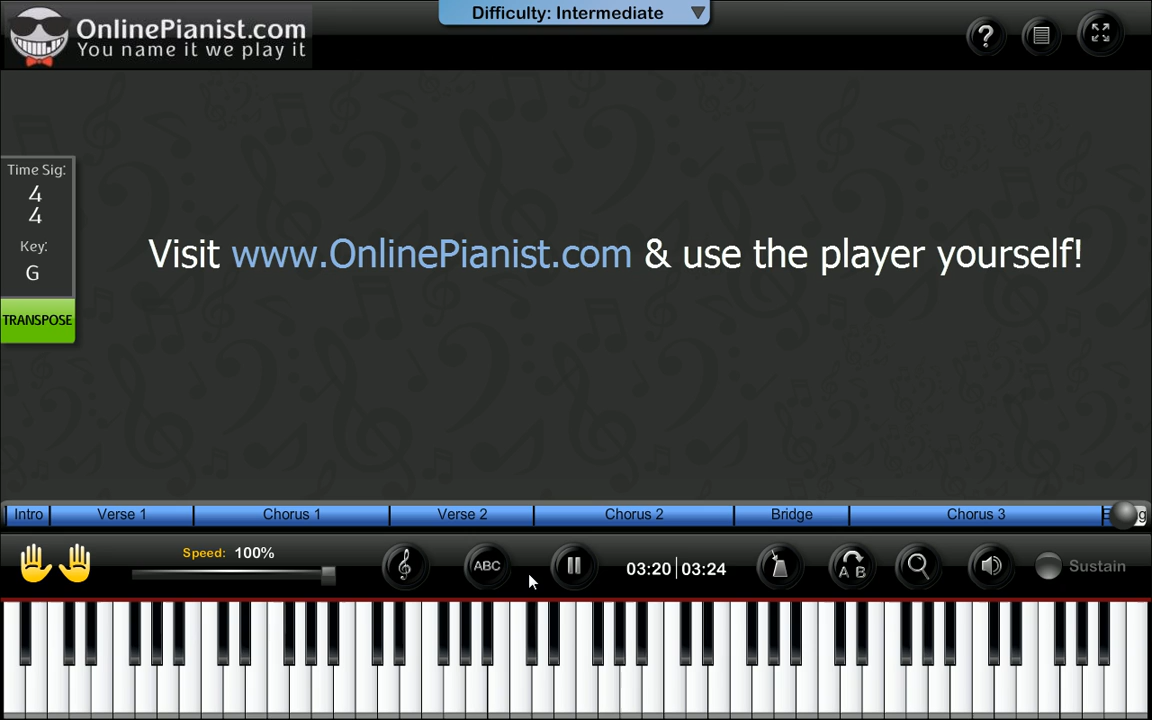 Difficulty: Intermediate
OnlinePianist.com
You name it we play it
?
Time Sig:
4
4
Key:
G
TRANSPOSE
Visit www.OnlinePianist.com & use the player yourself!
Intro Verse 1 Chorus 1 Verse 2 Chorus 2 Bridge Chorus 3
Speed: 100%
ABC
03:20 | 03:24
A B
Sustain